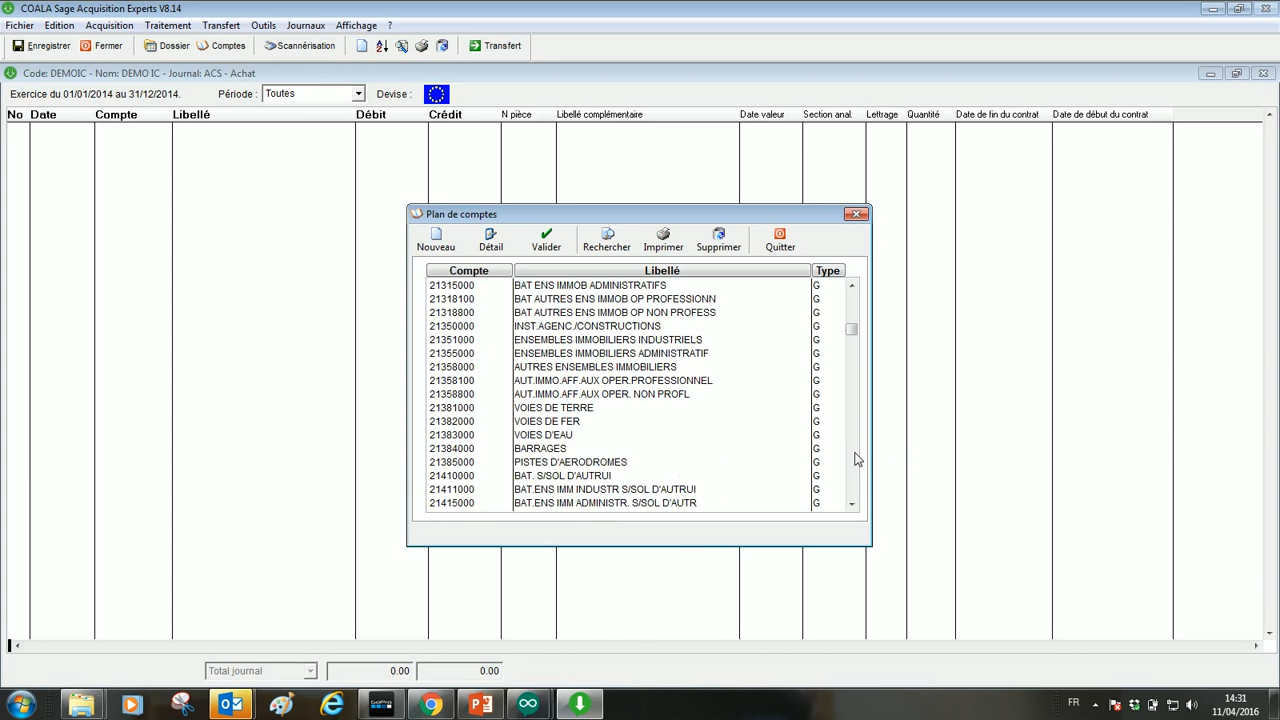 COALA Sage Acquisition Experts V8.14
Fichier Edition Acquisition Traitement Transfert Outils Journaux Affichage ?
Enregistrer Fermer Dossier Comptes Scannérisation Transfert
Code: DEMOIC - Nom: DEMO IC - Journal: ACS - Achat
Exercice du 01/01/2014 au 31/12/2014. Période : Toutes Devise :
No Date Compte Libellé Débit Crédit N pièce Libellé complémentaire Date valeur Section anal. Lettrage Quantité Date de fin du contrat Date de début du contrat
Plan de comptes
Nouveau Détail Valider Rechercher Imprimer Supprimer Quitter
Compte Libellé Type
21315000 BAT ENS IMMOB ADMINISTRATIFS G
21318100 BAT AUTRES ENS IMMOB OP PROFESSIONN G
21318800 BAT AUTRES ENS IMMOB OP NON PROFESS G
21350000 INST.AGENC./CONSTRUCTIONS G
21351000 ENSEMBLES IMMOBILIERS INDUSTRIELS G
21355000 ENSEMBLES IMMOBILIERS ADMINISTRATIF G
21358000 AUTRES ENSEMBLES IMMOBILIERS G
21358100 AUT.IMMO.AFF.AUX OPER.PROFESSIONNEL G
21358800 AUT.IMMO.AFF.AUX OPER. NON PROFL G
21381000 VOIES DE TERRE G
21382000 VOIES DE FER G
21383000 VOIES D'EAU G
21384000 BARRAGES G
21385000 PISTES D'AERODROMES G
21410000 BAT. S/SOL D'AUTRUI G
21411000 BAT.ENS IMM INDUSTR S/SOL D'AUTRUI G
21415000 BAT.ENS IMM ADMINISTR. S/SOL D'AUTR G
Total journal 0.00 0.00
GoPro
FR 14:31
11/04/2016